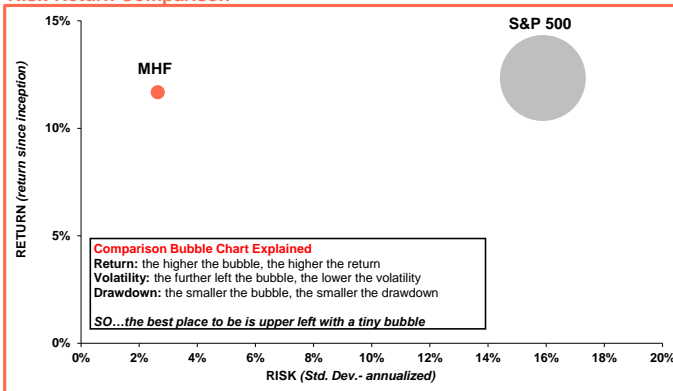 15%
S&P 500
MHF
10%
RETURN (return since inception)
5%
Comparison Bubble Chart Explained
Return: the higher the bubble, the higher the return
Volatility: the further left the bubble, the lower the volatility
Drawdown: the smaller the bubble, the smaller the drawdown
SO…the best place to be is upper left with a tiny bubble
0%
0% 2% 4% 6% 8% 10% 12% 14% 16% 18% 20%
RISK (Std. Dev.- annualized)